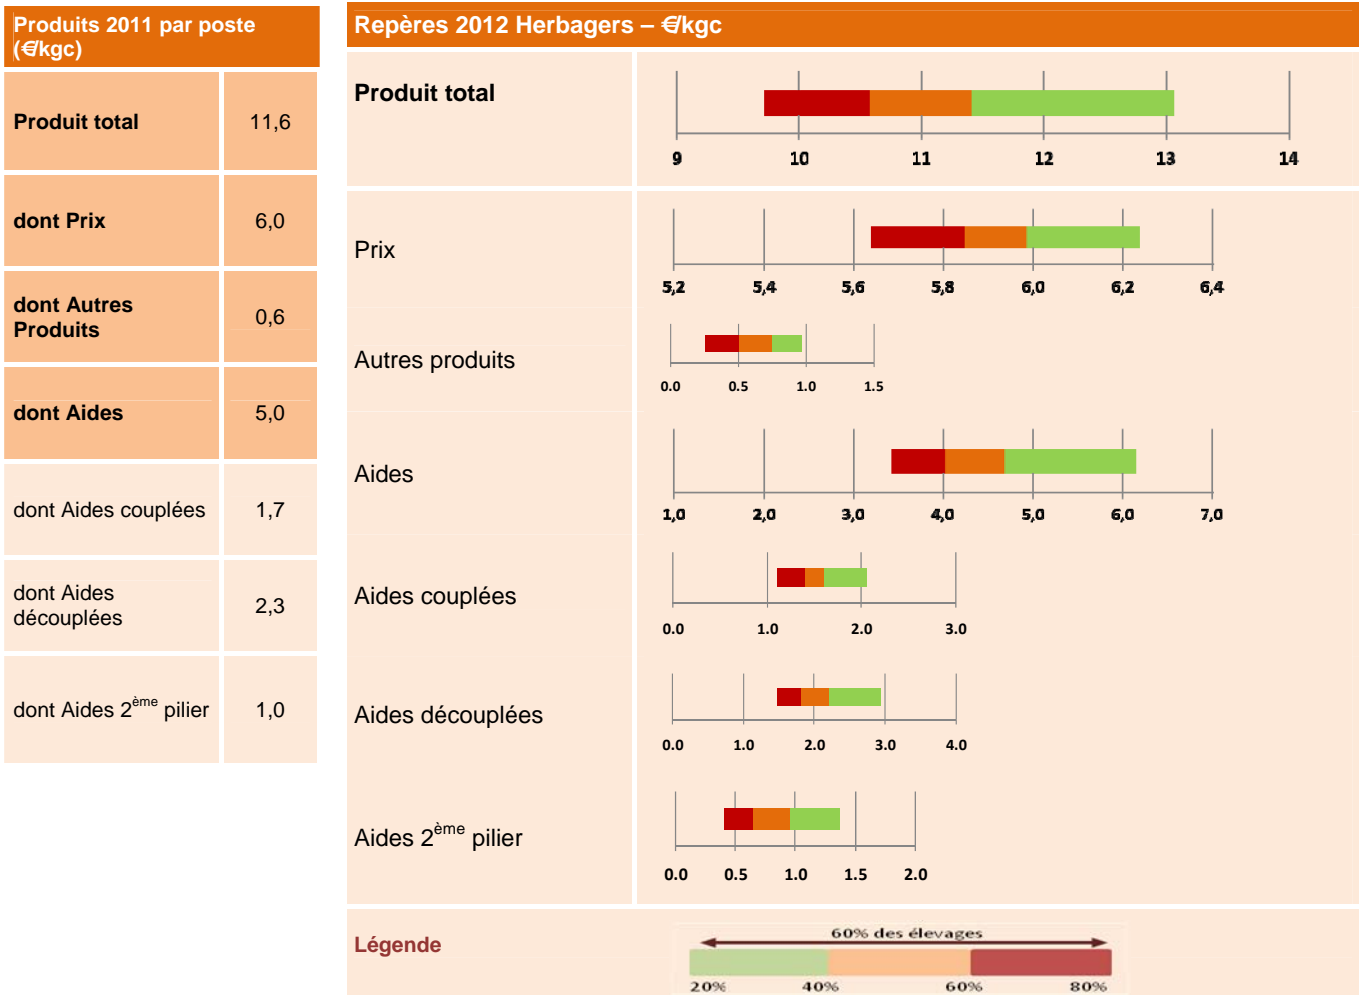 Produits 2011 par poste
(€/kgc)
Produit total 11,6
dont Prix 6,0
dont Autres
Produits 0,6
dont Aides 5,0
dont Aides couplées 1,7
dont Aides
découplées 2,3
dont Aides 2ème pilier 1,0
Repères 2012 Herbagers – €/kgc
Produit total
9 10 11 12 13 14
Prix
5,2 5,4 5,6 5,8 6,0 6,2 6,4
Autres produits
0.0 0.5 1.0 1.5
Aides
1,0 2,0 3,0 4,0 5,0 6,0 7,0
Aides couplées
0.0 1.0 2.0 3.0
Aides découplées
0.0 1.0 2.0 3.0 4.0
Aides 2ème pilier
0.0 0.5 1.0 1.5 2.0
Légende
60% des élevages
20% 40% 60% 80%